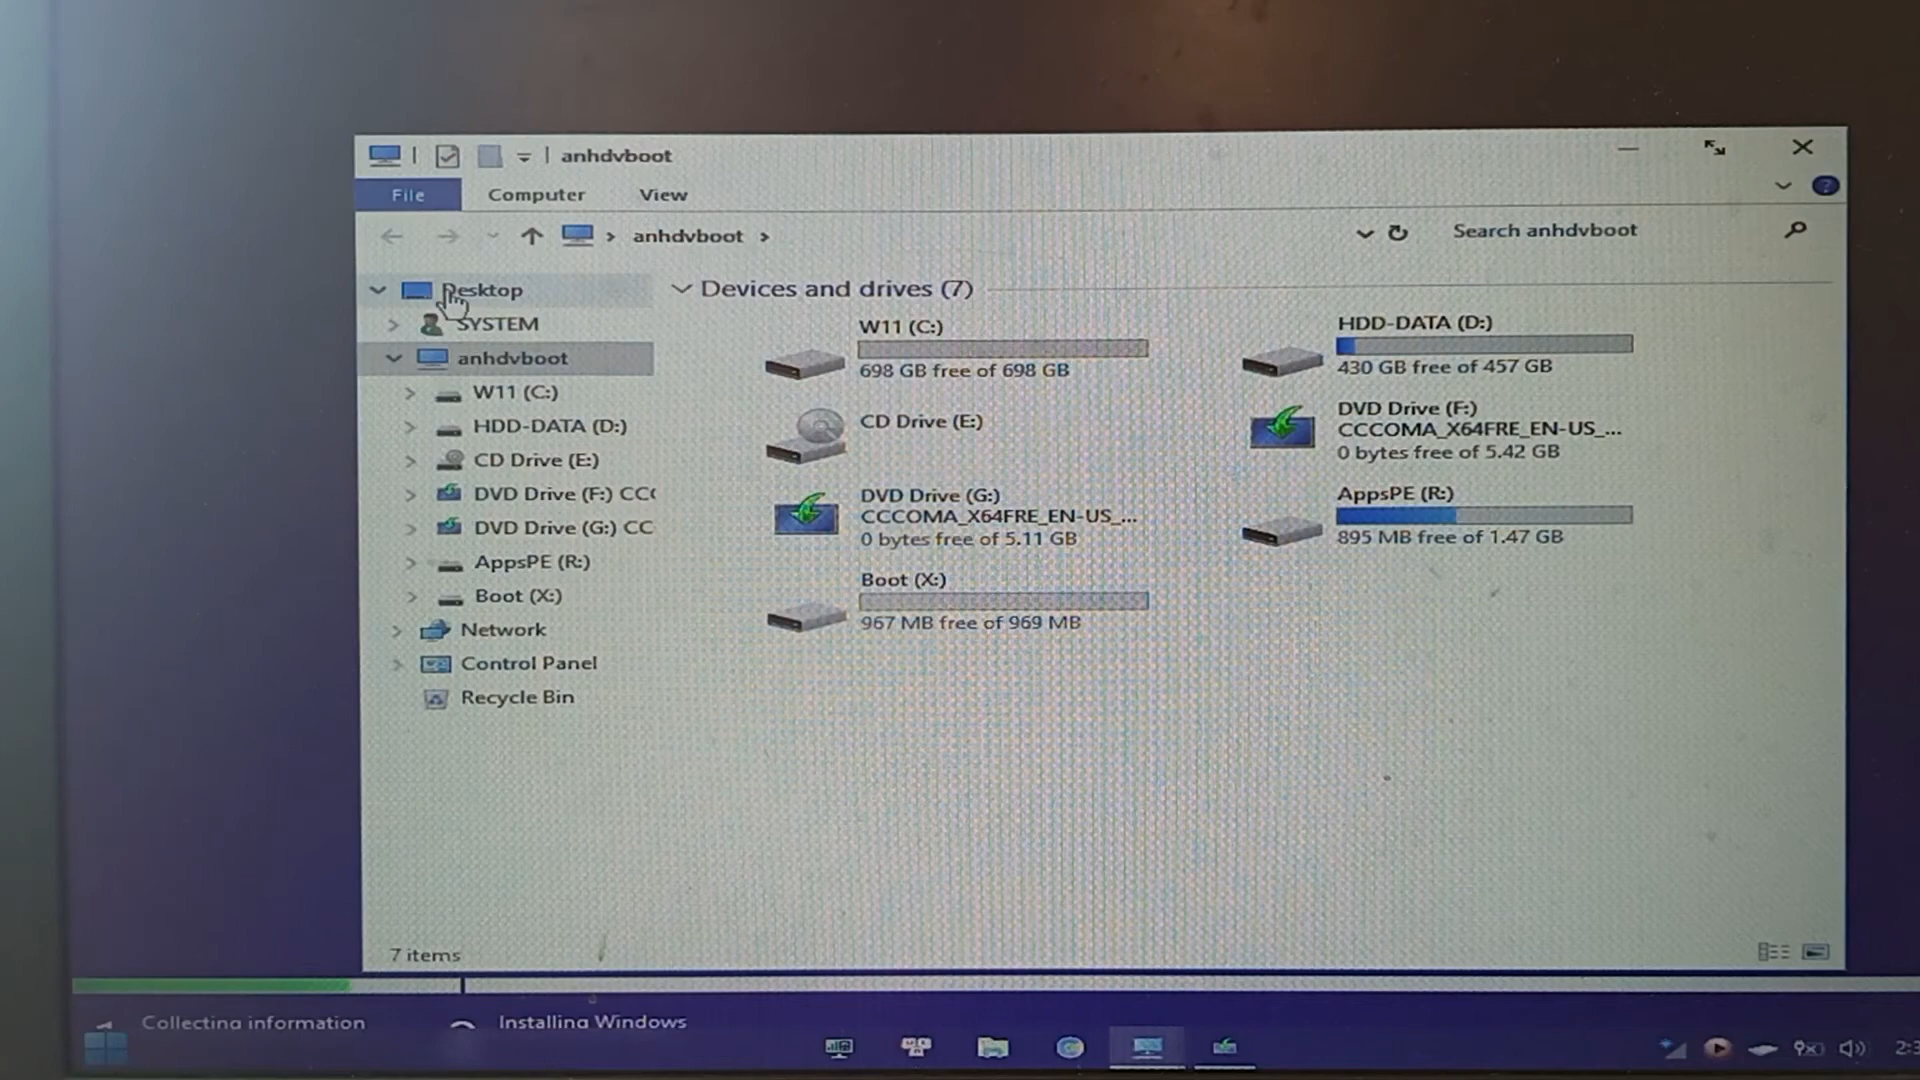 anhdvboot
File Computer View
anhdvboot
Search anhdvboot
Desktop
SYSTEM
anhdvboot
W11 (C:)
HDD-DATA (D:)
CD Drive (E:)
DVD Drive (F:) CC
DVD Drive (G:) CC
AppsPE (R:)
Boot (X:)
Network
Control Panel
Recycle Bin
Devices and drives (7)
W11 (C:)
698 GB free of 698 GB
HDD-DATA (D:)
430 GB free of 457 GB
CD Drive (E:)
DVD Drive (F:)
CCCOMA_X64FRE_EN-US_...
0 bytes free of 5.42 GB
DVD Drive (G:)
CCCOMA_X64FRE_EN-US_...
0 bytes free of 5.11 GB
AppsPE (R:)
895 MB free of 1.47 GB
Boot (X:)
967 MB free of 969 MB
7 items
Collecting information
Installing Windows